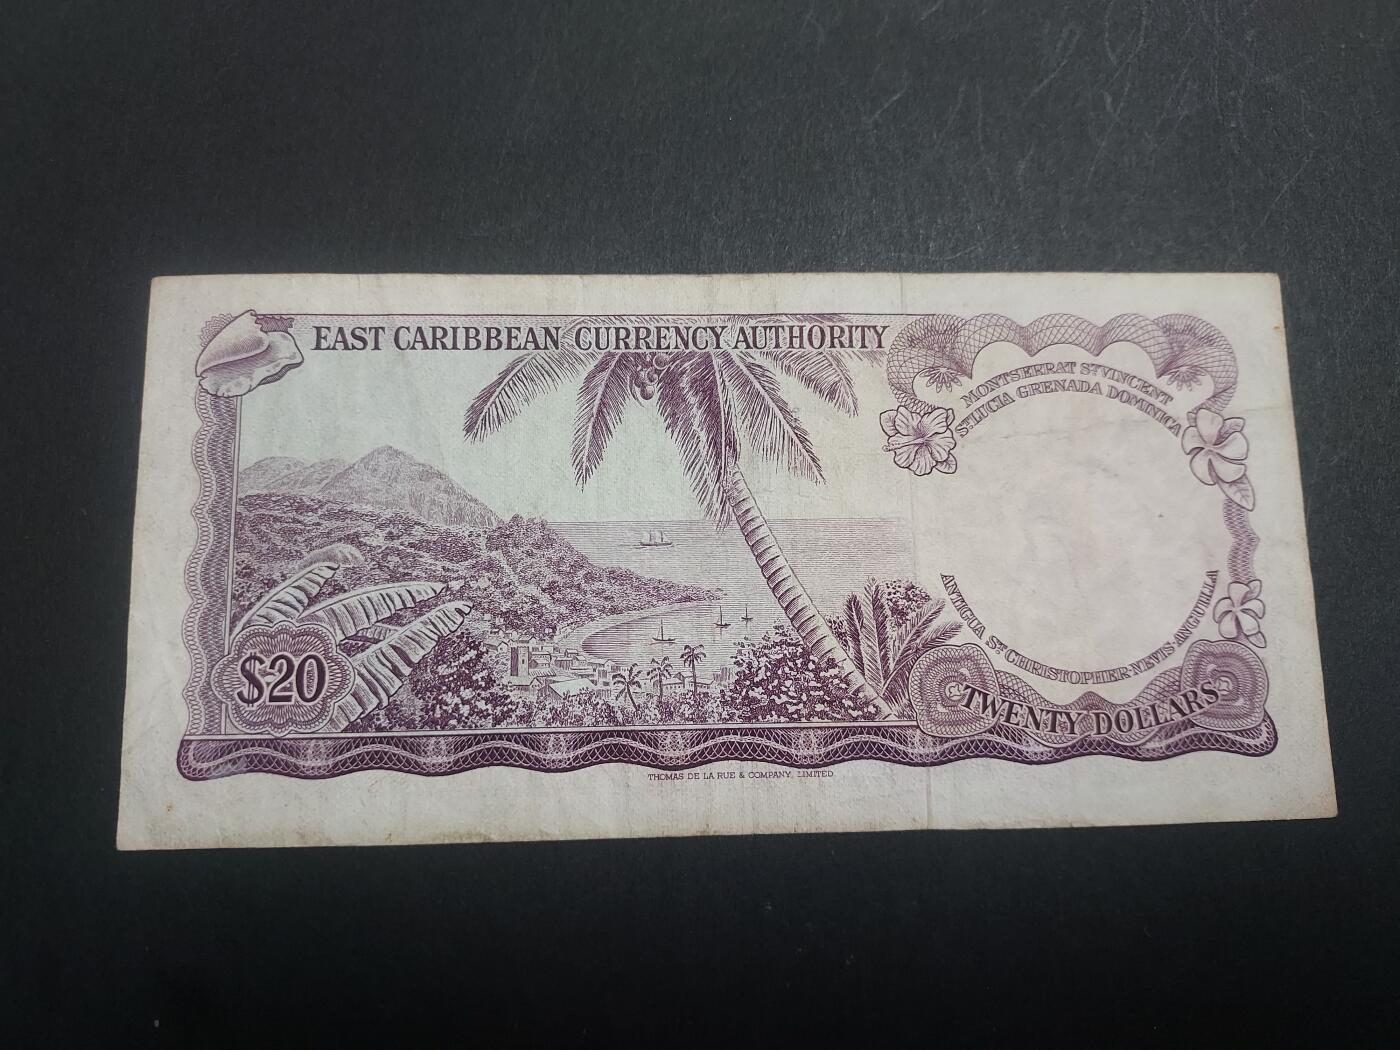 EAST CARIBBEAN CURRENCY AUTHORITY
MONTSERRAT ST VINCENT
ST LUCIA GRENADA DOMINICA
ANTIGUA ST CHRISTOPHER-NEVIS-ANGUILLA
$20
TWENTY DOLLARS
THOMAS DE LA RUE & COMPANY, LIMITED.